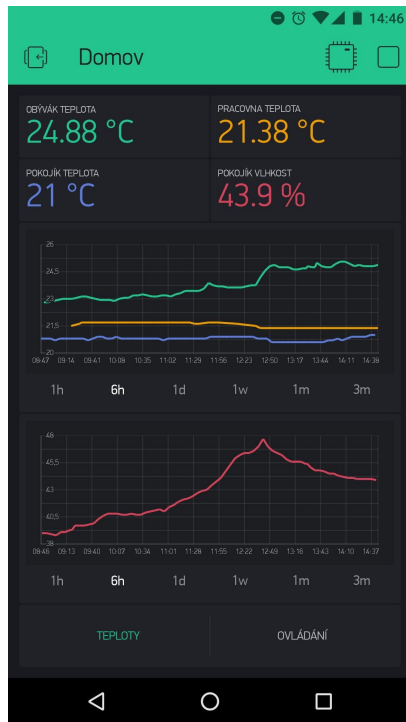 14:46
Domov
OBÝVÁK TEPLOTA
24.88 °C
PRACOVNA TEPLOTA
21.38 °C
POKOJÍK TEPLOTA
21 °C
POKOJÍK VLHKOST
43.9 %
26
24,5
23
21,5
20
08:47 09:14 09:41 10:08 10:35 11:02 11:29 11:56 12:23 12:50 13:17 13:44 14:11 14:38
1h 6h 1d 1w 1m 3m
48
45,5
43
40,5
38
08:46 09:13 09:40 10:07 10:34 11:01 11:28 11:55 12:22 12:49 13:16 13:43 14:10 14:37
1h 6h 1d 1w 1m 3m
TEPLOTY OVLÁDÁNÍ